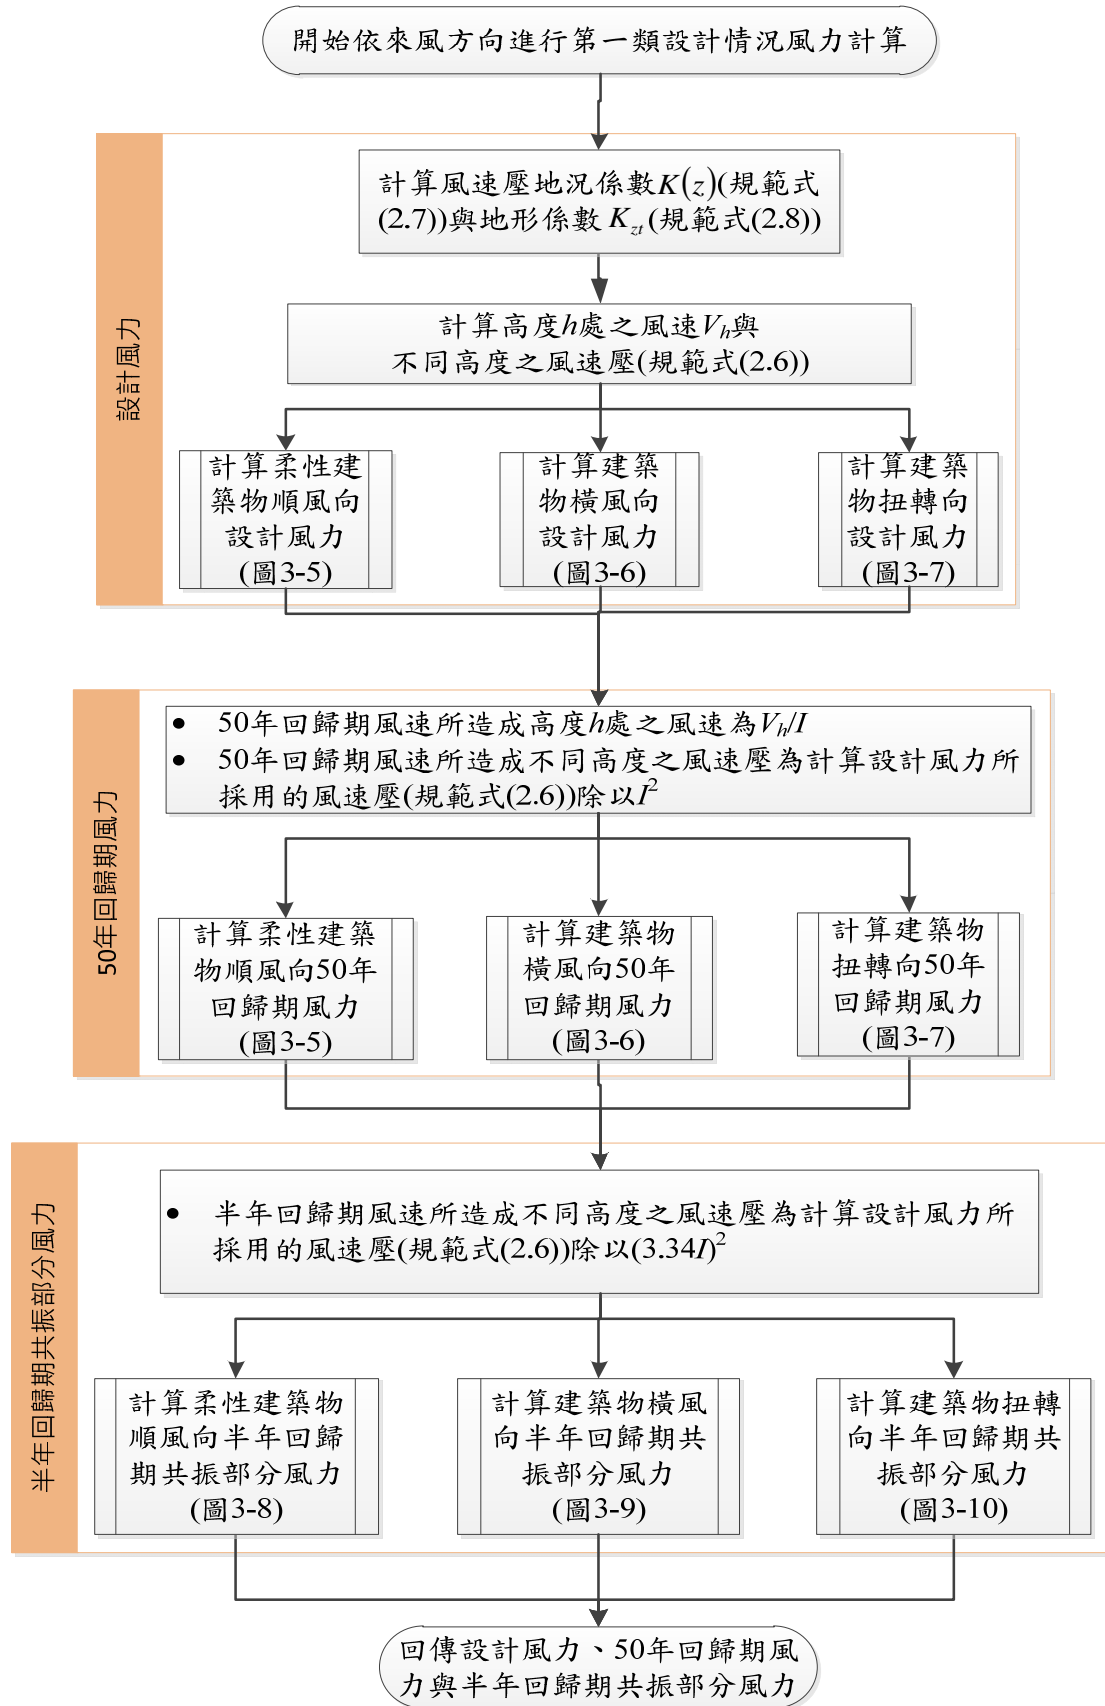 開始依來風方向進行第一類設計情況風力計算
設計風力
計算風速壓地況係數K(z)(規範式
(2.7))與地形係數 Kzt(規範式(2.8))
計算高度h處之風速Vh與
不同高度之風速壓(規範式(2.6))
計算柔性建
築物順風向
設計風力
(圖3-5)
計算建築
物橫風向
設計風力
(圖3-6)
計算建築
物扭轉向
設計風力
(圖3-7)
50年回歸期風力
• 50年回歸期風速所造成高度h處之風速為Vh/I
• 50年回歸期風速所造成不同高度之風速壓為計算設計風力所
採用的風速壓(規範式(2.6))除以I²
計算柔性建築
物順風向50年
回歸期風力
(圖3-5)
計算建築物
橫風向50年
回歸期風力
(圖3-6)
計算建築物
扭轉向50年
回歸期風力
(圖3-7)
半年回歸期共振部分風力
• 半年回歸期風速所造成不同高度之風速壓為計算設計風力所
採用的風速壓(規範式(2.6))除以(3.34I)²
計算柔性建築物
順風向半年回歸
期共振部分風力
(圖3-8)
計算建築物橫風
向半年回歸期共
振部分風力
(圖3-9)
計算建築物扭轉
向半年回歸期共
振部分風力
(圖3-10)
回傳設計風力、50年回歸期風
力與半年回歸期共振部分風力